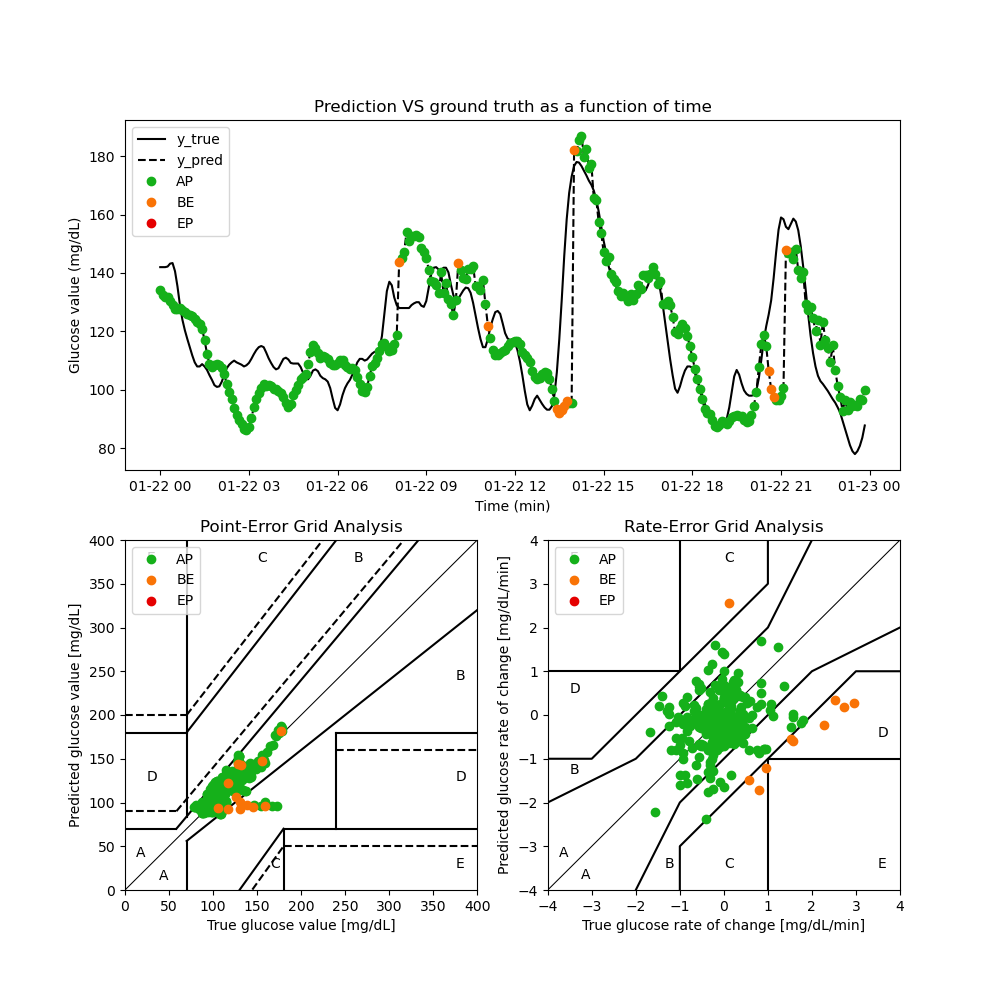 Prediction VS ground truth as a function of time
Glucose value (mg/dL)
y_true
y_pred
AP
BE
EP
180
160
140
120
100
80
01-22 00 01-22 03 01-22 06 01-22 09 01-22 12 01-22 15 01-22 18 01-22 21 01-23 00
Time (min)
Point-Error Grid Analysis
Predicted glucose value [mg/dL]
AP
BE
EP
C
B
B
D
D
A
A
C
E
400
350
300
250
200
150
100
50
0
0 50 100 150 200 250 300 350 400
True glucose value [mg/dL]
Rate-Error Grid Analysis
Predicted glucose rate of change [mg/dL/min]
AP
BE
EP
C
D
D
B
A
A
B
C
E
4
3
2
1
0
−1
−2
−3
−4
−4 −3 −2 −1 0 1 2 3 4
True glucose rate of change [mg/dL/min]